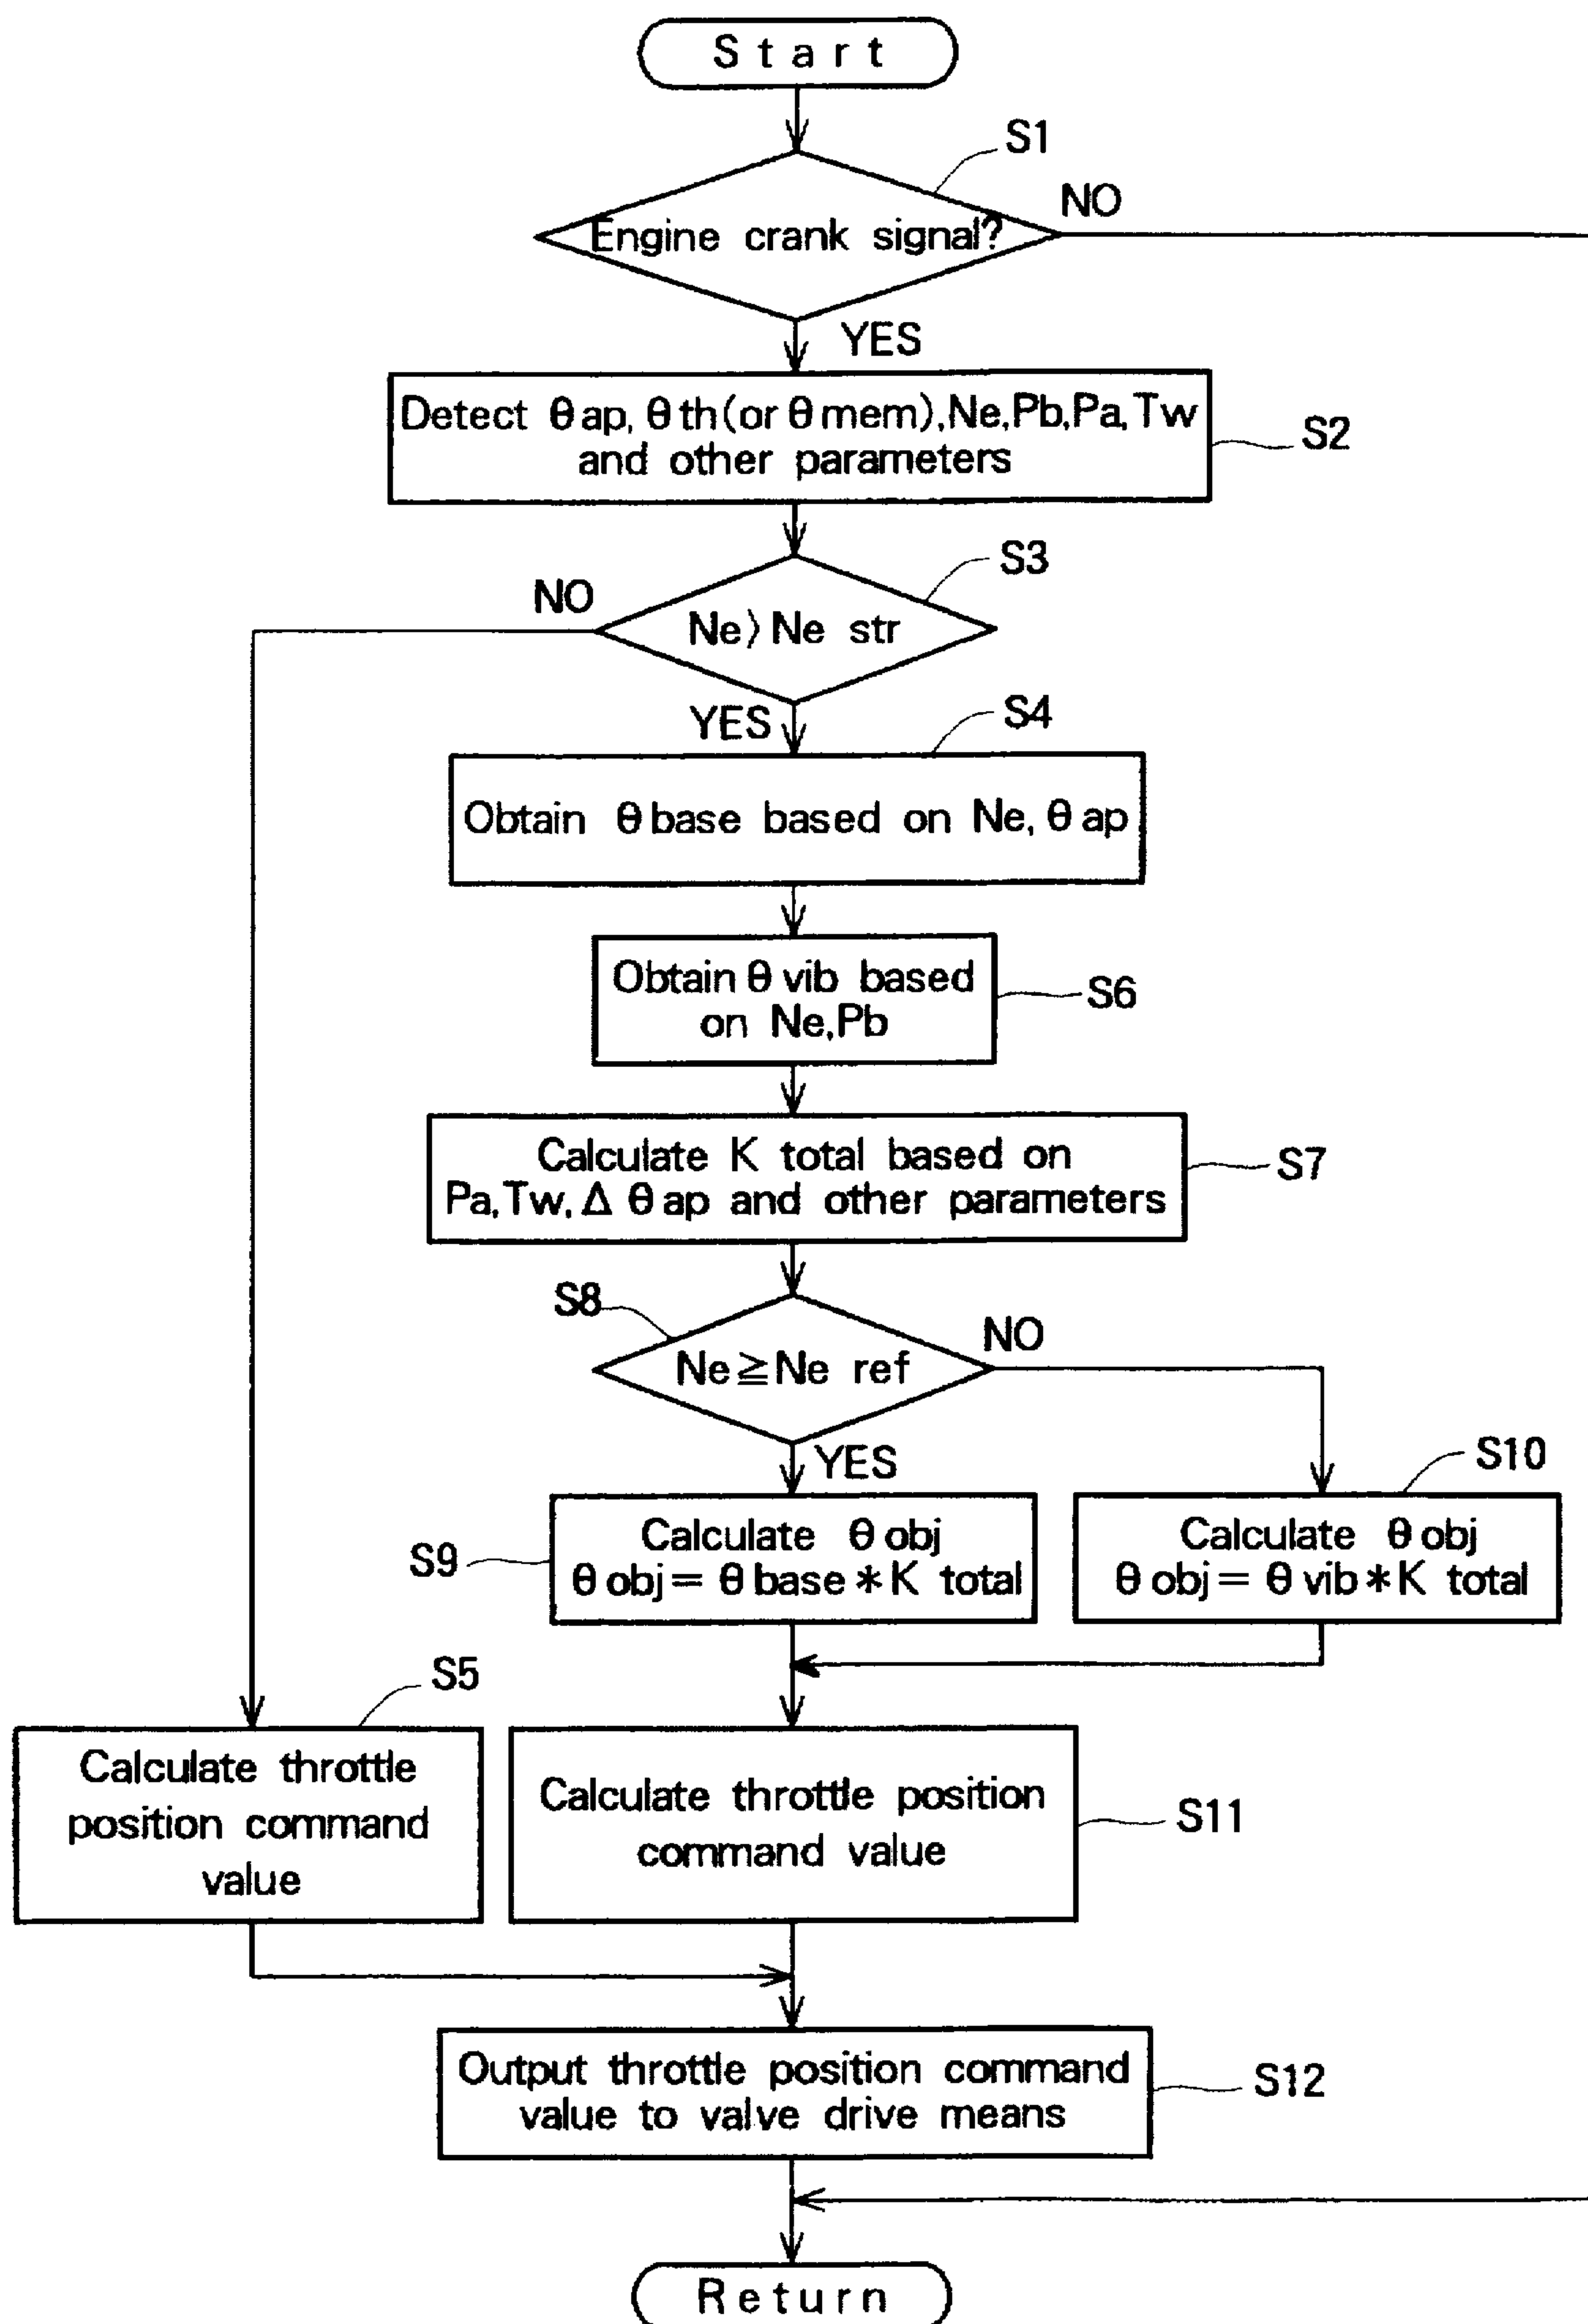 Start
S1
Engine crank signal?
NO
YES
Detect θap, θth(or θmem),Ne,Pb,Pa,Tw
and other parameters
S2
S3
NO
Ne〉Ne str
YES
S4
Obtain θbase based on Ne, θap
Obtain θ vib based
on Ne,Pb
S6
Calculate K total based on
Pa,Tw, Δ θap and other parameters
S7
S8
NO
Ne≧Ne ref
YES
S10
Calculate θobj
θobj = θbase * K total
S9
Calculate θobj
θobj = θ vib * K total
S5
Calculate throttle
position command
value
Calculate throttle position
command value
S11
Output throttle position command
value to valve drive means
S12
Return